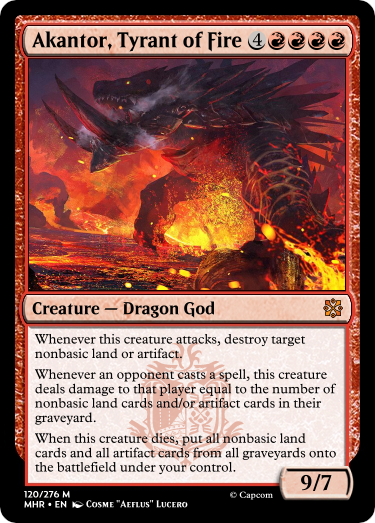 Akantor, Tyrant of Fire 4
Creature — Dragon God
Whenever this creature attacks, destroy target
nonbasic land or artifact.
Whenever an opponent casts a spell, this creature
deals damage to that player equal to the number of
nonbasic land cards and/or artifact cards in their
graveyard.
When this creature dies, put all nonbasic land
cards and all artifact cards from all graveyards onto
the battlefield under your control.
9/7
120/276 M
MHR • EN Cosme "Aeflus" Lucero
© Capcom